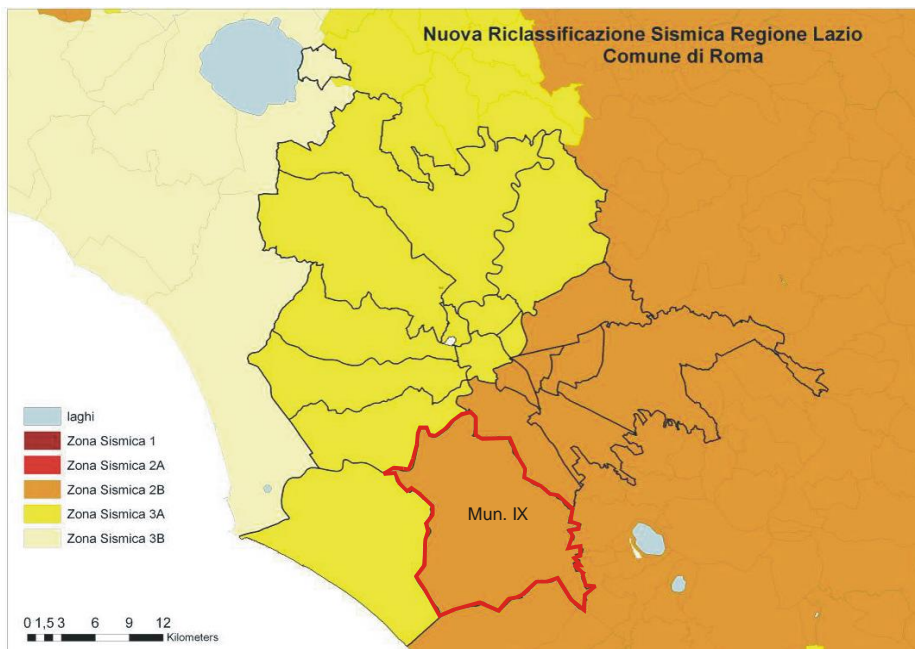 Nuova Riclassificazione Sismica Regione Lazio
Comune di Roma
laghi
Zona Sismica 1
Zona Sismica 2A
Zona Sismica 2B
Zona Sismica 3A
Zona Sismica 3B
Mun. IX
0 1,5 3 6 9 12
Kilometers